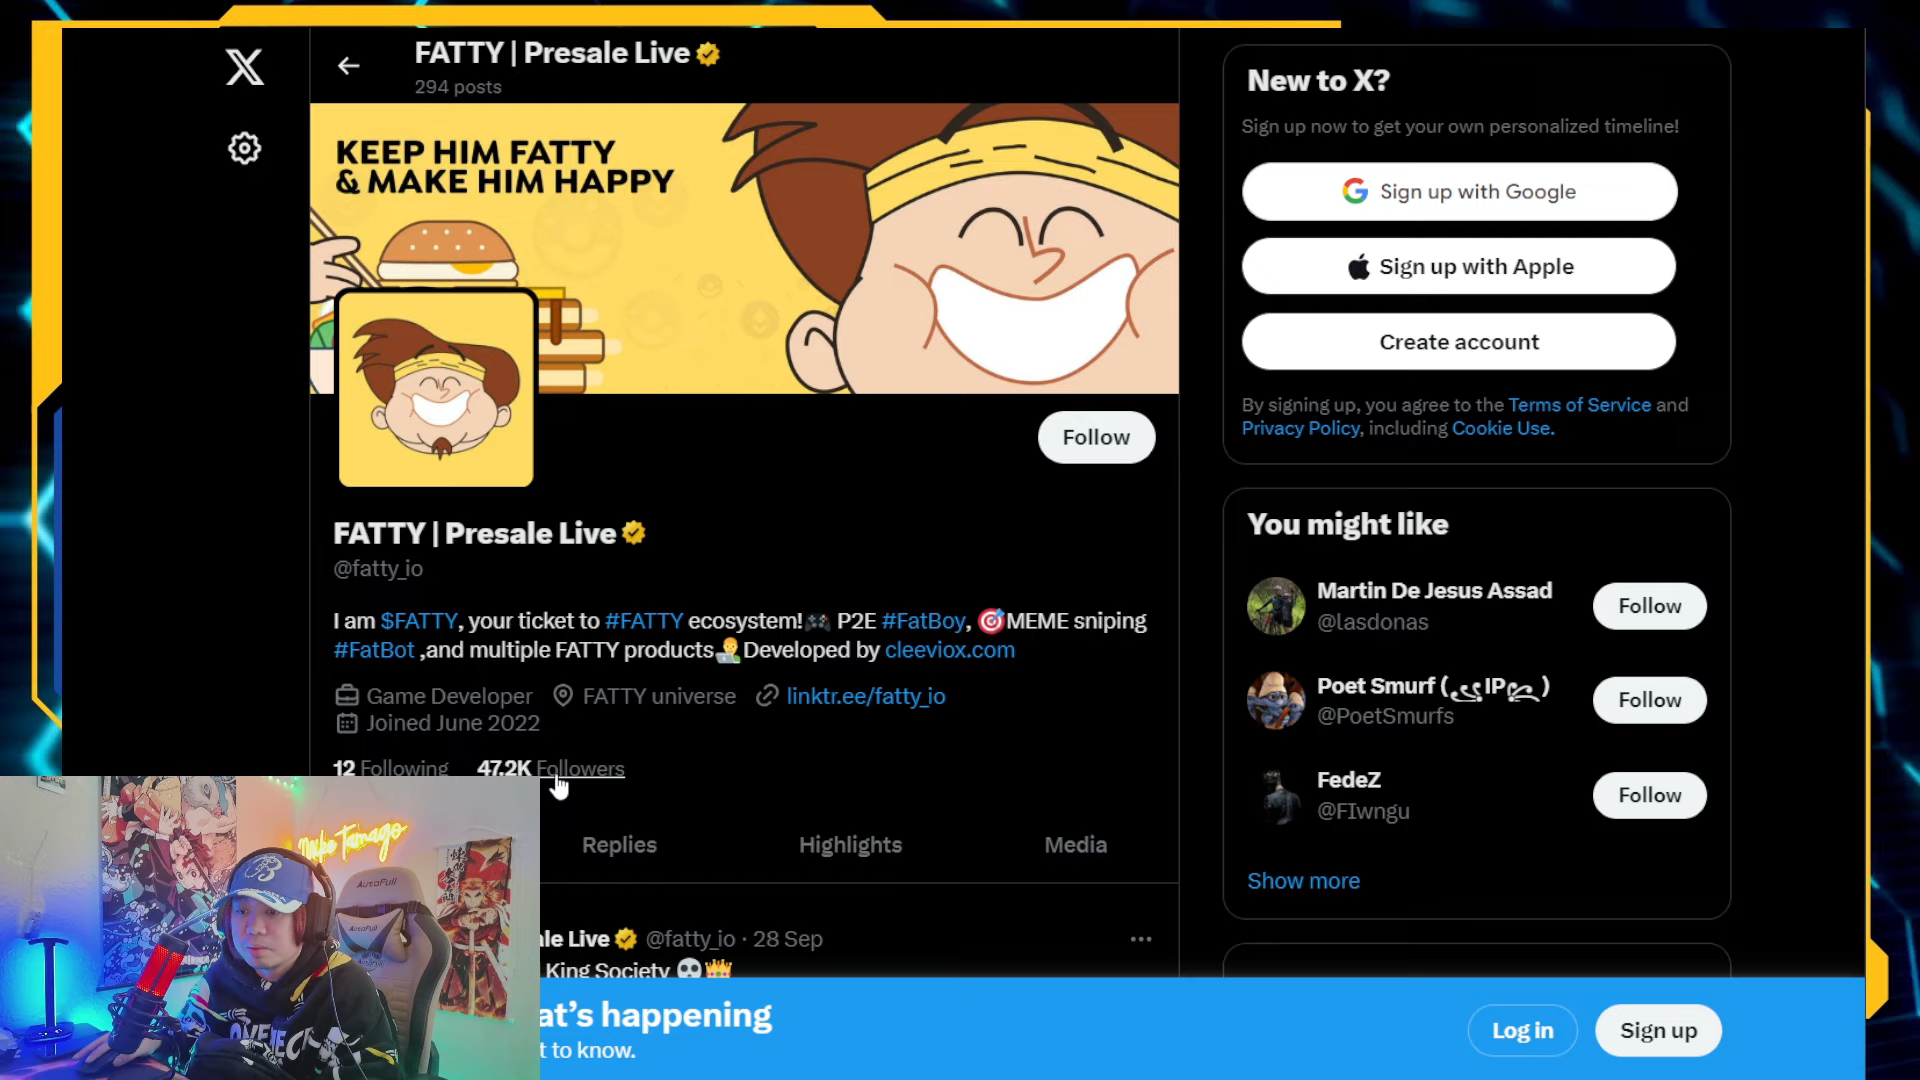 FATTY | Presale Live
294 posts
KEEP HIM FATTY
& MAKE HIM HAPPY
Follow
FATTY | Presale Live
@fatty_io
I am $FATTY, your ticket to #FATTY ecosystem!🎮 P2E #FatBoy, 🎯MEME sniping
#FatBot ,and multiple FATTY products🧑‍💻Developed by cleeviox.com
Game Developer FATTY universe linktr.ee/fatty_io
Joined June 2022
12 Following 47.2K Followers
Replies Highlights Media
le Live @fatty_io · 28 Sep
King Society 💀👑
New to X?
Sign up now to get your own personalized timeline!
Sign up with Google
Sign up with Apple
Create account
By signing up, you agree to the Terms of Service and
Privacy Policy, including Cookie Use.
You might like
Martin De Jesus Assad
@lasdonas
Follow
Poet Smurf ( IP )
@PoetSmurfs
Follow
FedeZ
@FIwngu
Follow
Show more
at's happening
t to know.
Log in
Sign up
Tamago
AutoFull
AutoFull